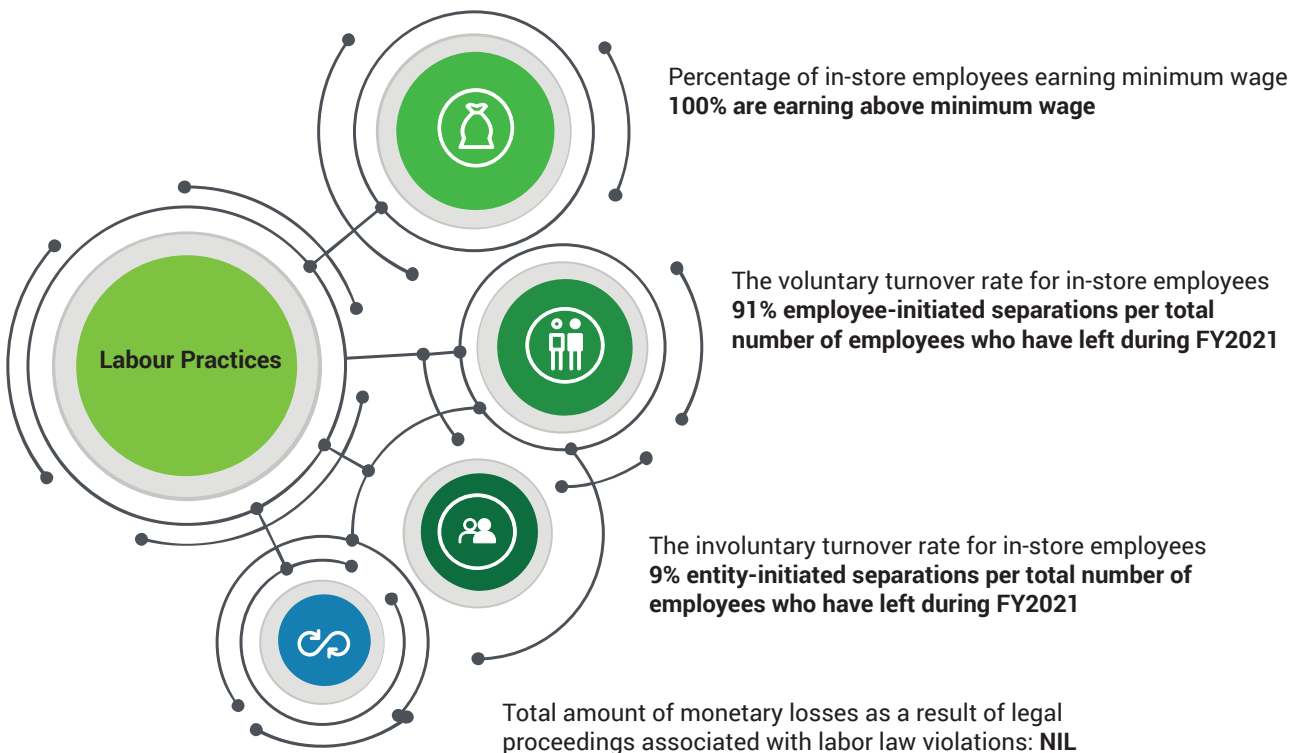 Percentage of in-store employees earning minimum wage
100% are earning above minimum wage
The voluntary turnover rate for in-store employees
91% employee-initiated separations per total
number of employees who have left during FY2021
Labour Practices
The involuntary turnover rate for in-store employees
9% entity-initiated separations per total number of
employees who have left during FY2021
Total amount of monetary losses as a result of legal
proceedings associated with labor law violations: NIL